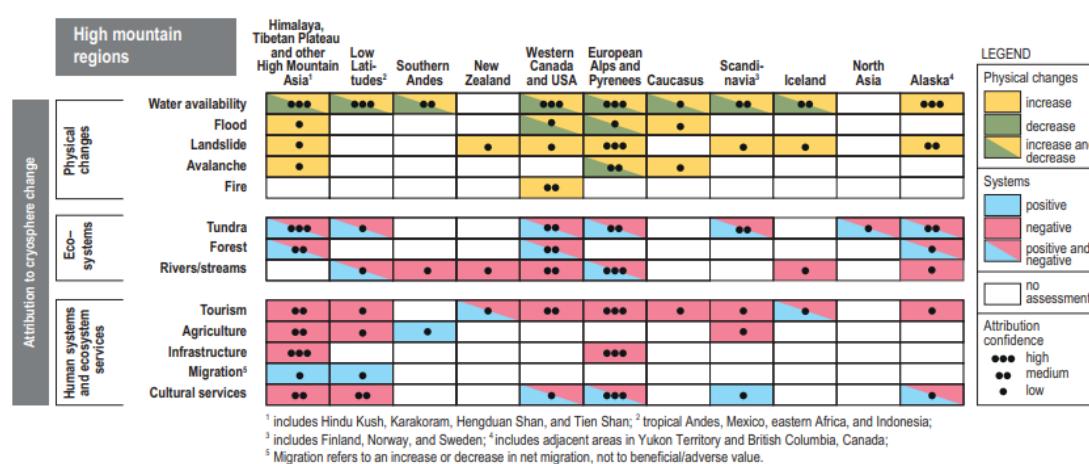 High mountain
regions
Himalaya,
Tibetan Plateau
and other
High Mountain
Asia¹
Low
Lati-
tudes²
Southern
Andes
New
Zealand
Western
Canada
and USA
European
Alps and
Pyrenees
Caucasus
Scandi-
navia³
Iceland
North
Asia
Alaska⁴
Attribution to cryosphere change
Physical
changes
Water availability
Flood
Landslide
Avalanche
Fire
Eco–
systems
Tundra
Forest
Rivers/streams
Human systems
and ecosystem
services
Tourism
Agriculture
Infrastructure
Migration⁵
Cultural services
LEGEND
Physical changes
increase
decrease
increase and
decrease
Systems
positive
negative
positive and
negative
no
assessment
Attribution
confidence
high
medium
low
¹ includes Hindu Kush, Karakoram, Hengduan Shan, and Tien Shan; ² tropical Andes, Mexico, eastern Africa, and Indonesia;
³ includes Finland, Norway, and Sweden; ⁴ includes adjacent areas in Yukon Territory and British Columbia, Canada;
⁵ Migration refers to an increase or decrease in net migration, not to beneficial/adverse value.